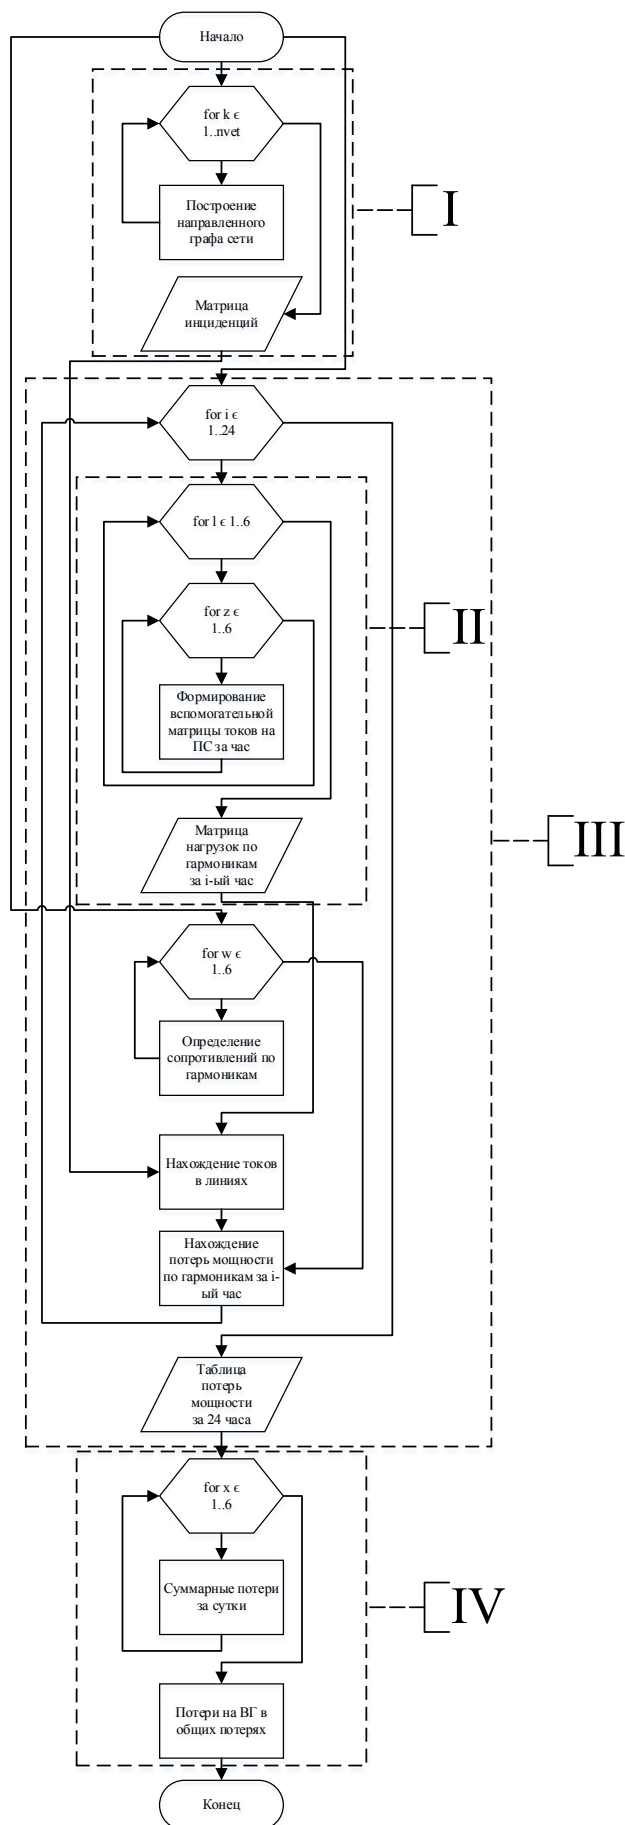 Начало
for k є
1..nvet
Построение
направленного
графа сети
I
Матрица
инциденций
for i є
1..24
for l є 1..6
for z є
1..6
II
Формирование
вспомогательной
матрицы токов на
ПС за час
Матрица
нагрузок по
гармоникам
за i-ый час
III
for w є
1..6
Определение
сопротивлений по
гармоникам
Нахождение токов
в линиях
Нахождение
потерь мощности
по гармоникам за i-
ый час
Таблица
потерь
мощности
за 24 часа
for x є
1..6
Суммарные потери
за сутки
IV
Потери на ВГ в
общих потерях
Конец